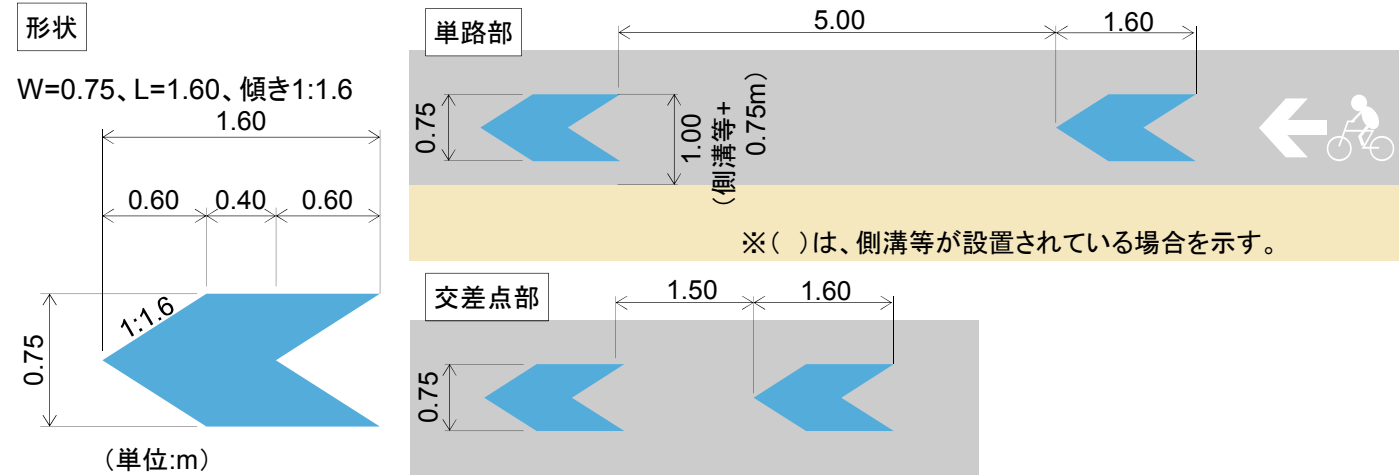 形状
W=0.75、L=1.60、傾き1:1.6
1.60
0.60
0.40
0.60
1:1.6
0.75
(単位:m)
単路部
5.00
1.60
0.75
1.00
(側溝等+
0.75m)
※( )は、側溝等が設置されている場合を示す。
交差点部
1.50
1.60
0.75